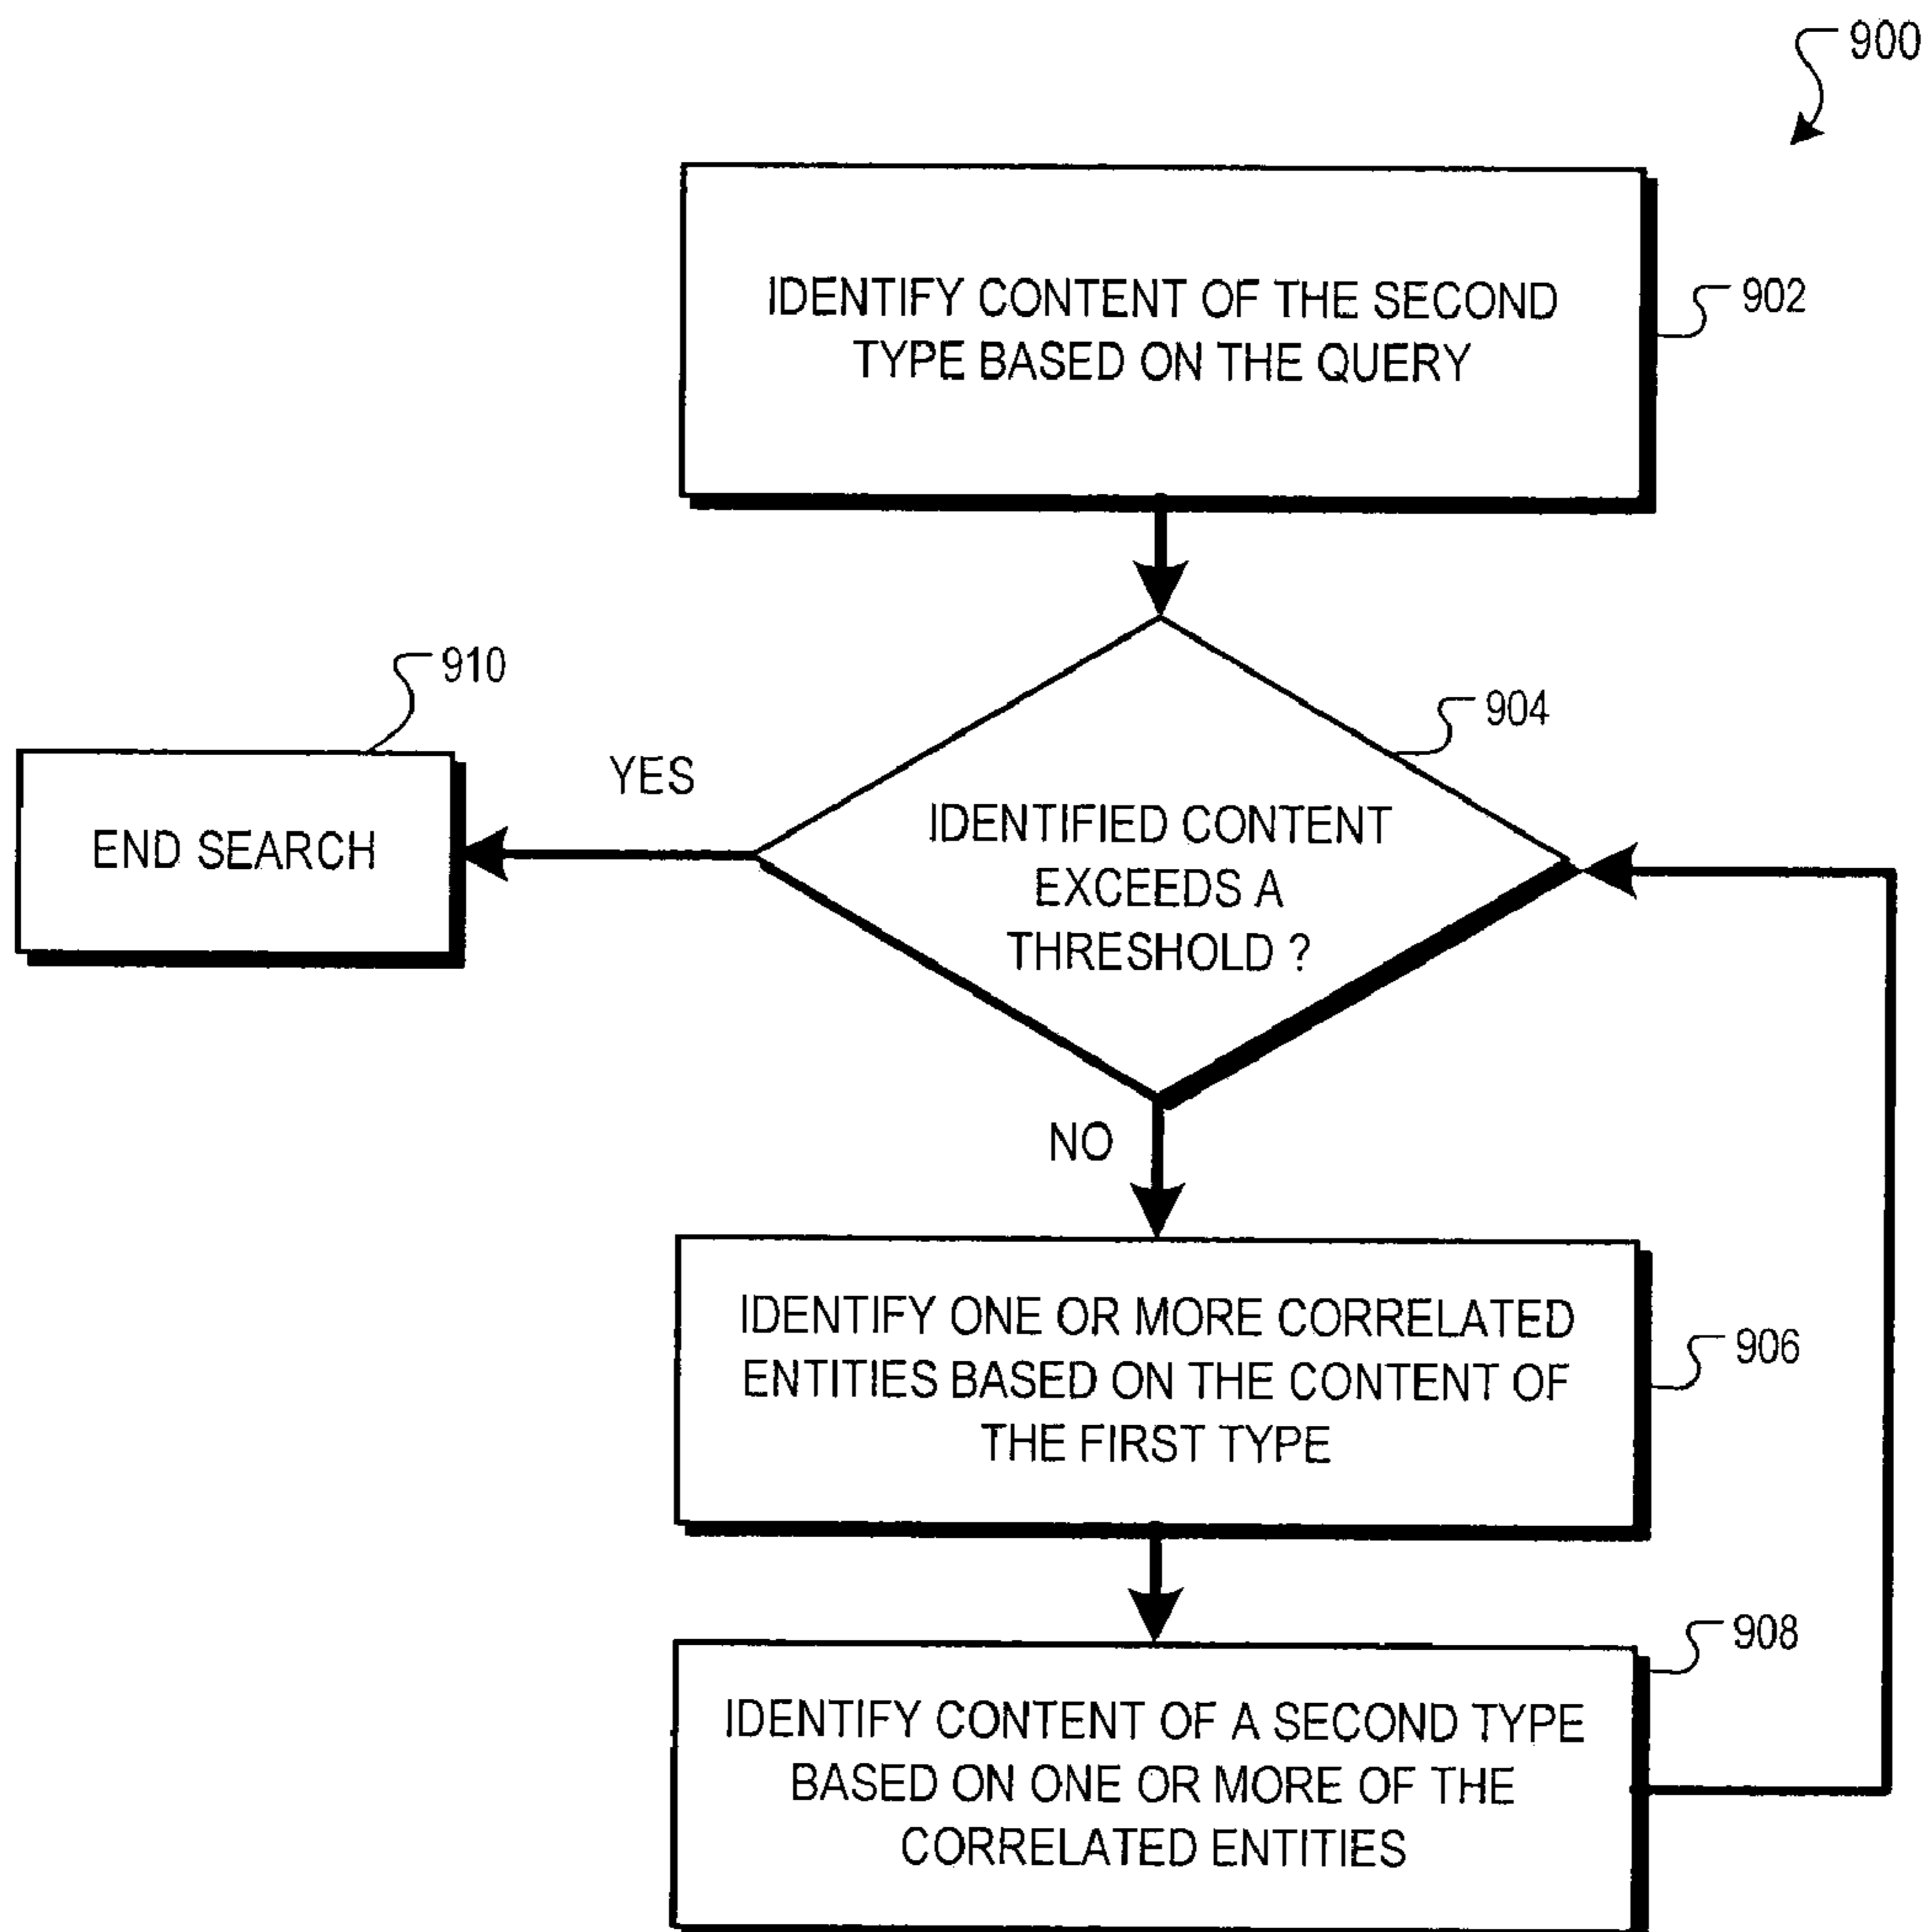 900
IDENTIFY CONTENT OF THE SECOND
TYPE BASED ON THE QUERY
902
910
904
YES
END SEARCH
IDENTIFIED CONTENT
EXCEEDS A
THRESHOLD ?
NO
IDENTIFY ONE OR MORE CORRELATED
ENTITIES BASED ON THE CONTENT OF
THE FIRST TYPE
906
908
IDENTIFY CONTENT OF A SECOND TYPE
BASED ON ONE OR MORE OF THE
CORRELATED ENTITIES